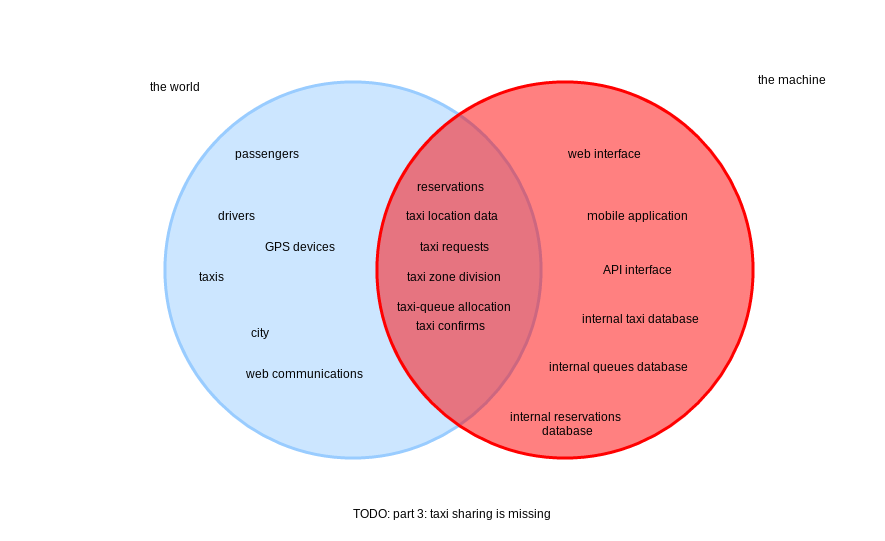 the world
the machine
passengers
drivers
GPS devices
taxis
city
web communications
reservations
taxi location data
taxi requests
taxi zone division
taxi-queue allocation
taxi confirms
web interface
mobile application
API interface
internal taxi database
internal queues database
internal reservations
database
TODO: part 3: taxi sharing is missing